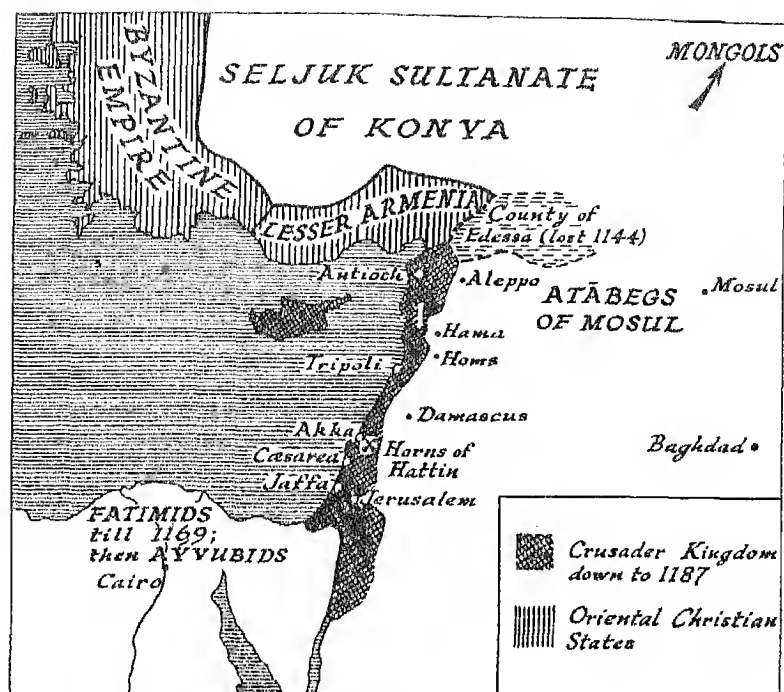 BYZANTINE
EMPIRE
SELJUK SULTANATE
OF KONYA
MONGOLS
LESSER ARMENIA
County of
Edessa (lost 1144)
Antioch
Aleppo
ATĀBEGS
OF MOSUL
Mosul
Hama
Homs
Tripoli
Damascus
Akka
Horns of
Hattin
Cæsarea
Baghdad
Jaffa
Jerusalem
FATIMIDS
till 1169;
then AYYUBIDS
Cairo
Crusader Kingdom
down to 1187
Oriental Christian
States